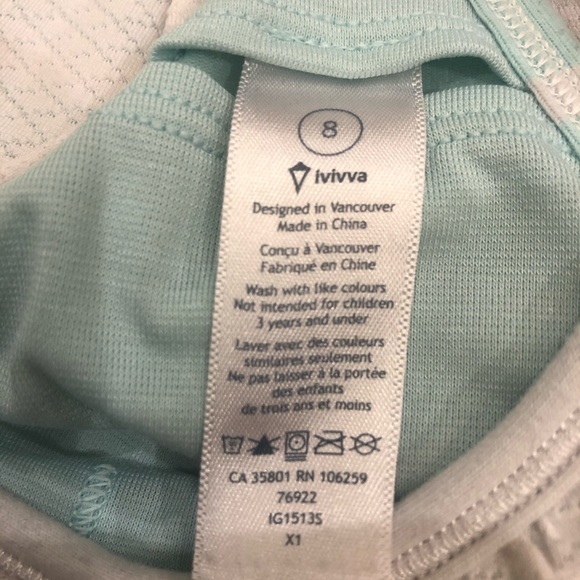 8
ivivva
Designed in Vancouver
Made in China
Conçu à Vancouver
Fabriqué en Chine
Wash with like colours
Not intended for children
3 years and under
Laver avec des couleurs
similaires seulement
Ne pas laisser à la portée
des enfants
de trois ans et moins
CA 35801 RN 106259
76922
IG1513S
X1